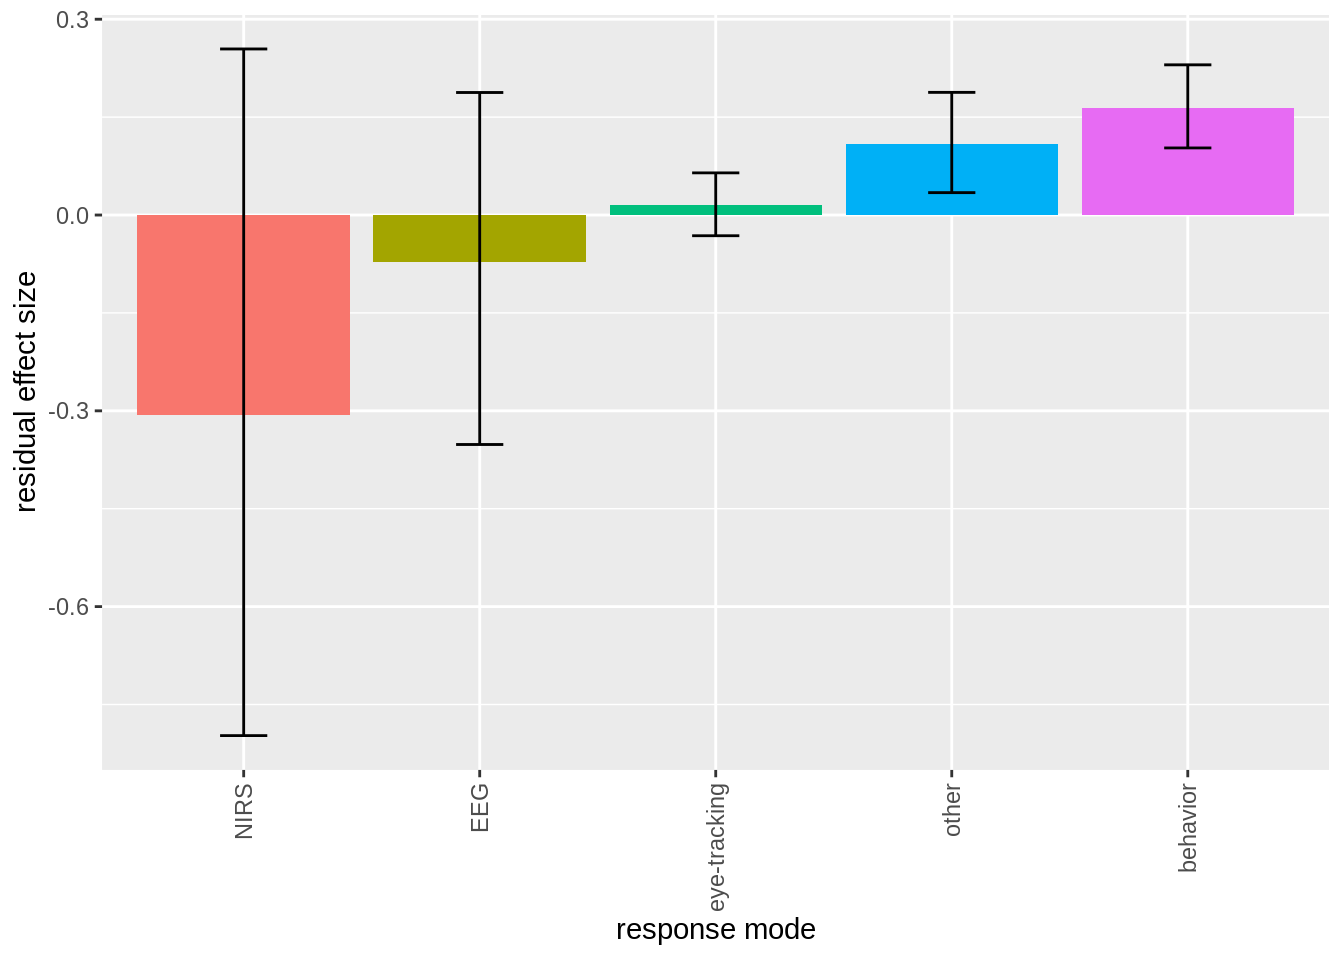 0.3
0.0
-0.3
-0.6
residual effect size
NIRS
EEG
eye-tracking
other
behavior
response mode